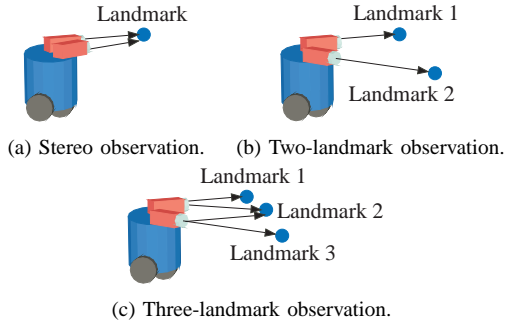 Landmark
Landmark 1
Landmark 2
(a) Stereo observation.
(b) Two-landmark observation.
Landmark 1
Landmark 2
Landmark 3
(c) Three-landmark observation.